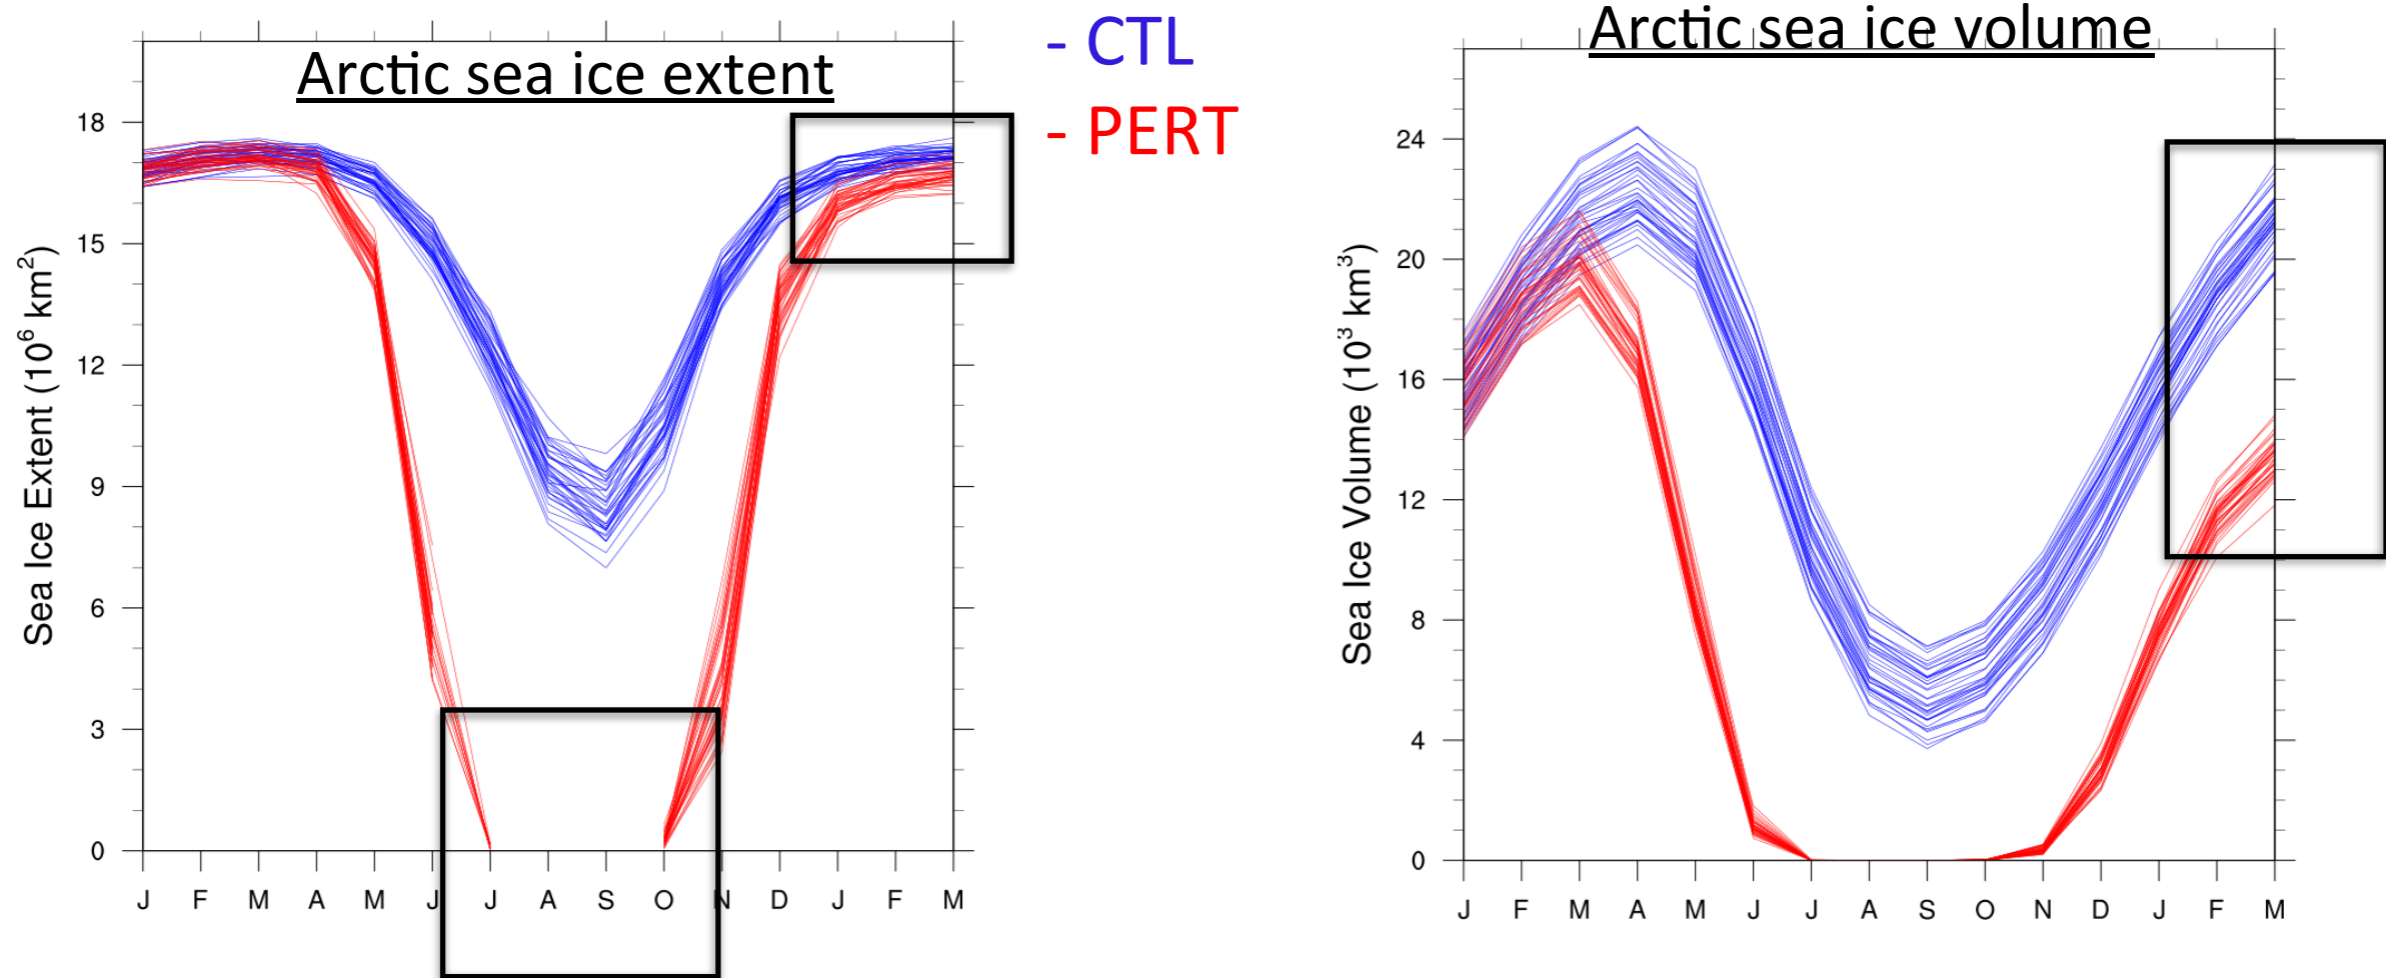 Arctic sea ice extent
- CTL
- PERT
Arctic sea ice volume
Sea Ice Extent (10⁶ km²)
18
15
12
9
6
3
0
J F M A M J J A S O N D J F M
Sea Ice Volume (10³ km³)
24
20
16
12
8
4
0
J F M A M J J A S O N D J F M